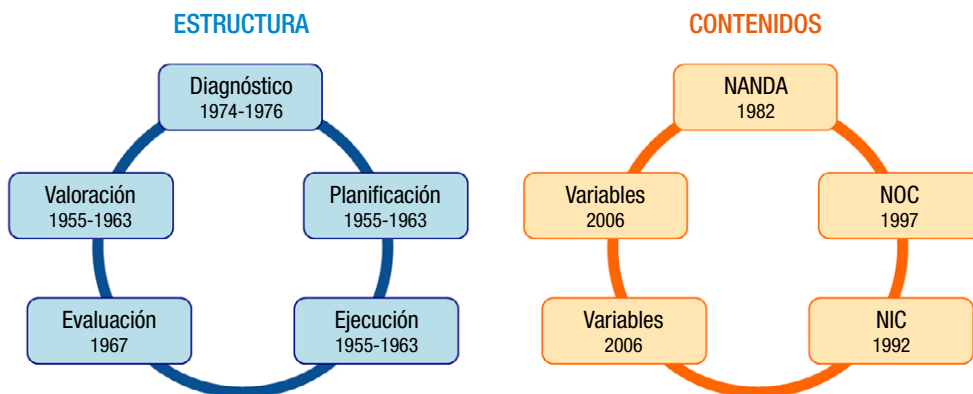 ESTRUCTURA
Diagnóstico
1974-1976
Valoración
1955-1963
Planificación
1955-1963
Evaluación
1967
Ejecución
1955-1963
CONTENIDOS
NANDA
1982
Variables
2006
NOC
1997
Variables
2006
NIC
1992